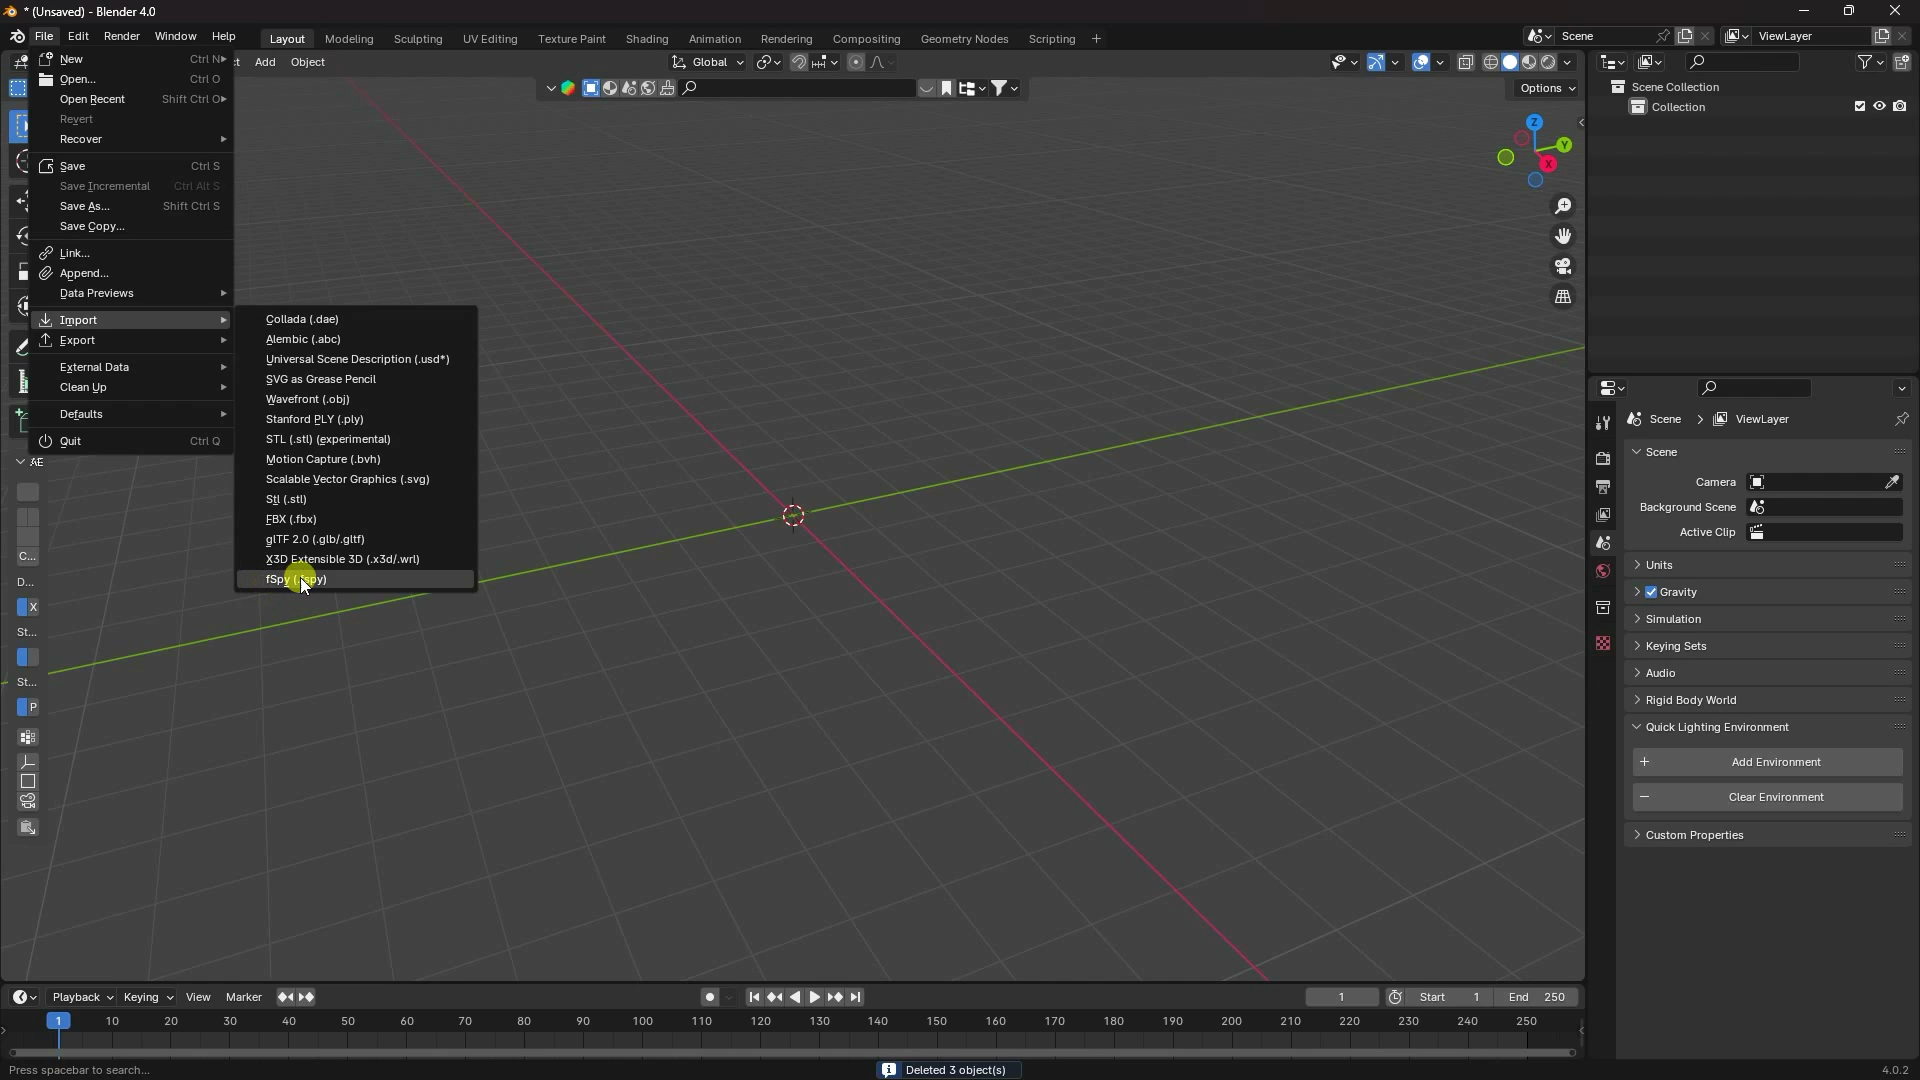 * (Unsaved) - Blender 4.0
File Edit Render Window Help
Layout Modeling Sculpting UV Editing Texture Paint Shading Animation Rendering Compositing Geometry Nodes Scripting +
Scene ViewLayer
Add Object
Global
Options
New Ctrl N
Open... Ctrl O
Open Recent Shift Ctrl O
Revert
Recover
Save Ctrl S
Save Incremental Ctrl Alt S
Save As... Shift Ctrl S
Save Copy...
Link...
Append...
Data Previews
Import
Export
External Data
Clean Up
Defaults
Quit Ctrl Q
Collada (.dae)
Alembic (.abc)
Universal Scene Description (.usd*)
SVG as Grease Pencil
Wavefront (.obj)
Stanford PLY (.ply)
STL (.stl) (experimental)
Motion Capture (.bvh)
Scalable Vector Graphics (.svg)
Stl (.stl)
FBX (.fbx)
glTF 2.0 (.glb/.gltf)
X3D Extensible 3D (.x3d/.wrl)
fSpy (.fspy)
AE
C...
D...
X
St...
St...
P
Z
Y
X
Scene Collection
Collection
Scene ViewLayer
Scene
Camera
Background Scene
Active Clip
Units
Gravity
Simulation
Keying Sets
Audio
Rigid Body World
Quick Lighting Environment
+ Add Environment
− Clear Environment
Custom Properties
Playback Keying View Marker
1 Start 1 End 250
1 10 20 30 40 50 60 70 80 90 100 110 120 130 140 150 160 170 180 190 200 210 220 230 240 250
Press spacebar to search...
Deleted 3 object(s)
4.0.2